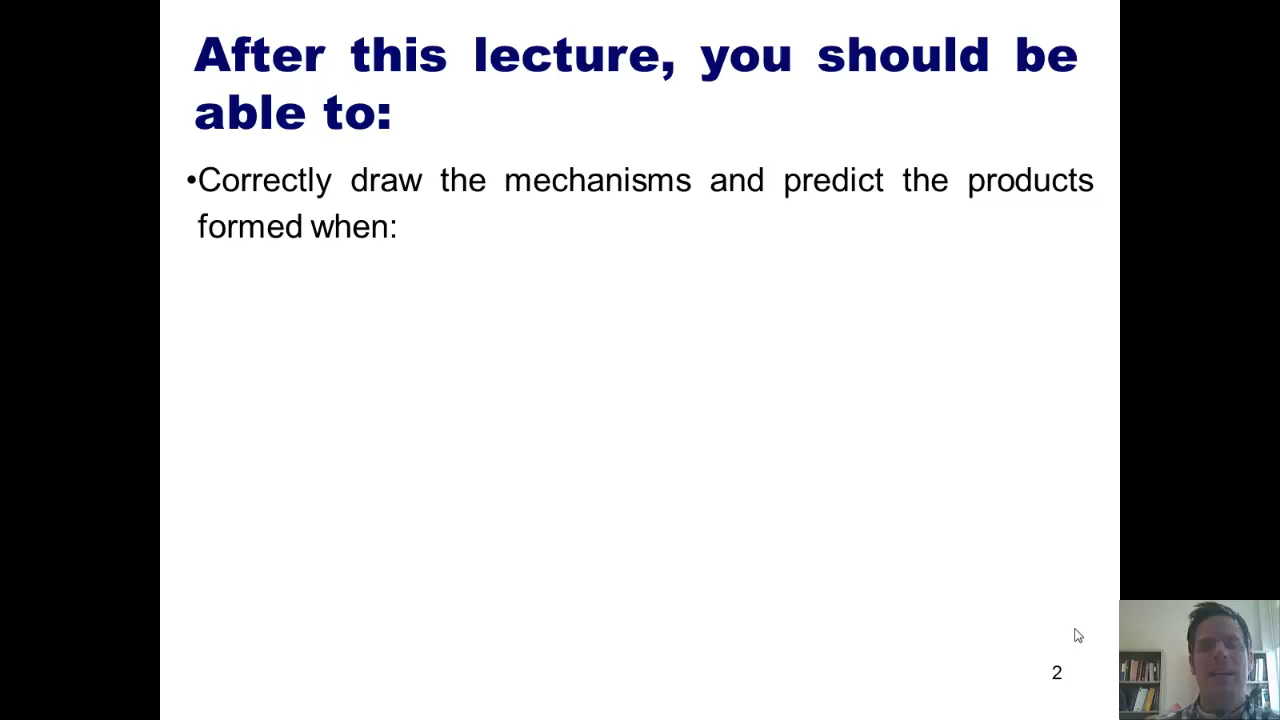 After this lecture, you should be
able to:
•Correctly draw the mechanisms and predict the products
formed when:
2